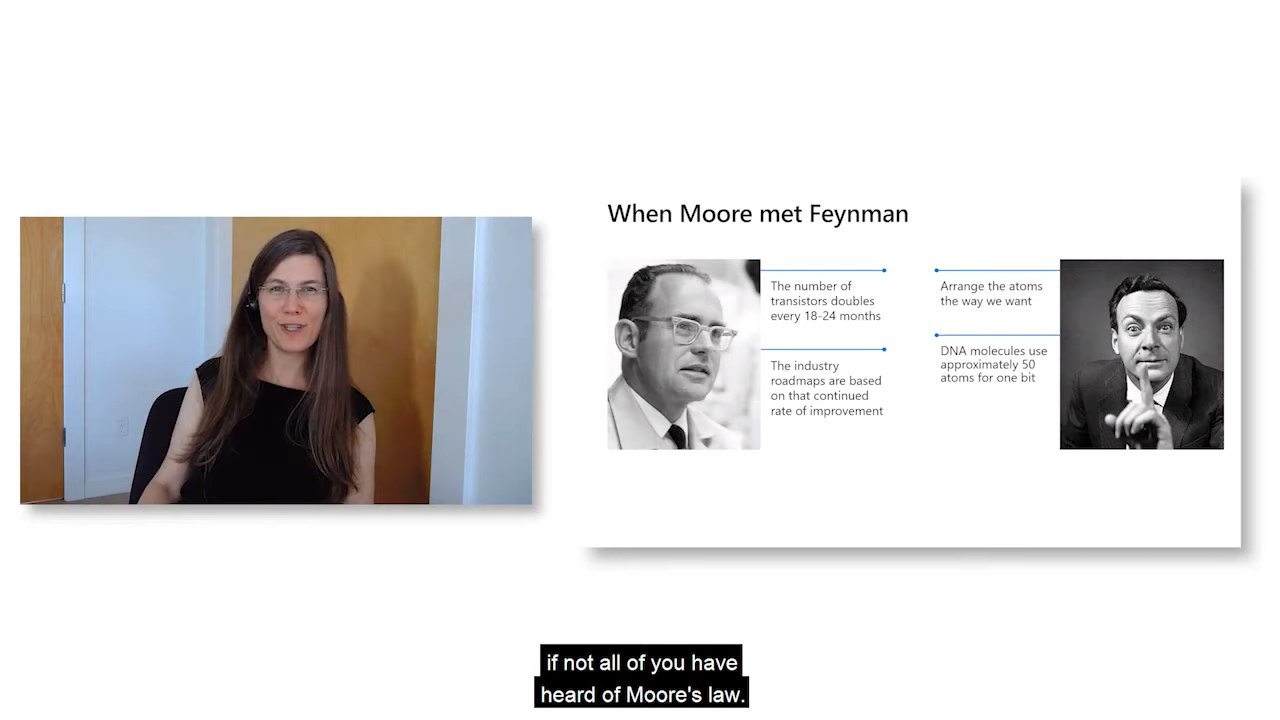 When Moore met Feynman
The number of
transistors doubles
every 18-24 months
The industry
roadmaps are based
on that continued
rate of improvement
Arrange the atoms
the way we want
DNA molecules use
approximately 50
atoms for one bit
if not all of you have
heard of Moore's law.